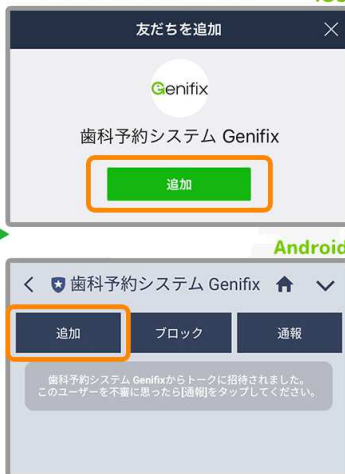 友だちを追加
Genifix
歯科予約システム Genifix
追加
Android
歯科予約システム Genifix
追加 ブロック 通報
歯科予約システム Genifixからトークに招待されました。
このユーザーを不審に思ったら[通報]をタップしてください。